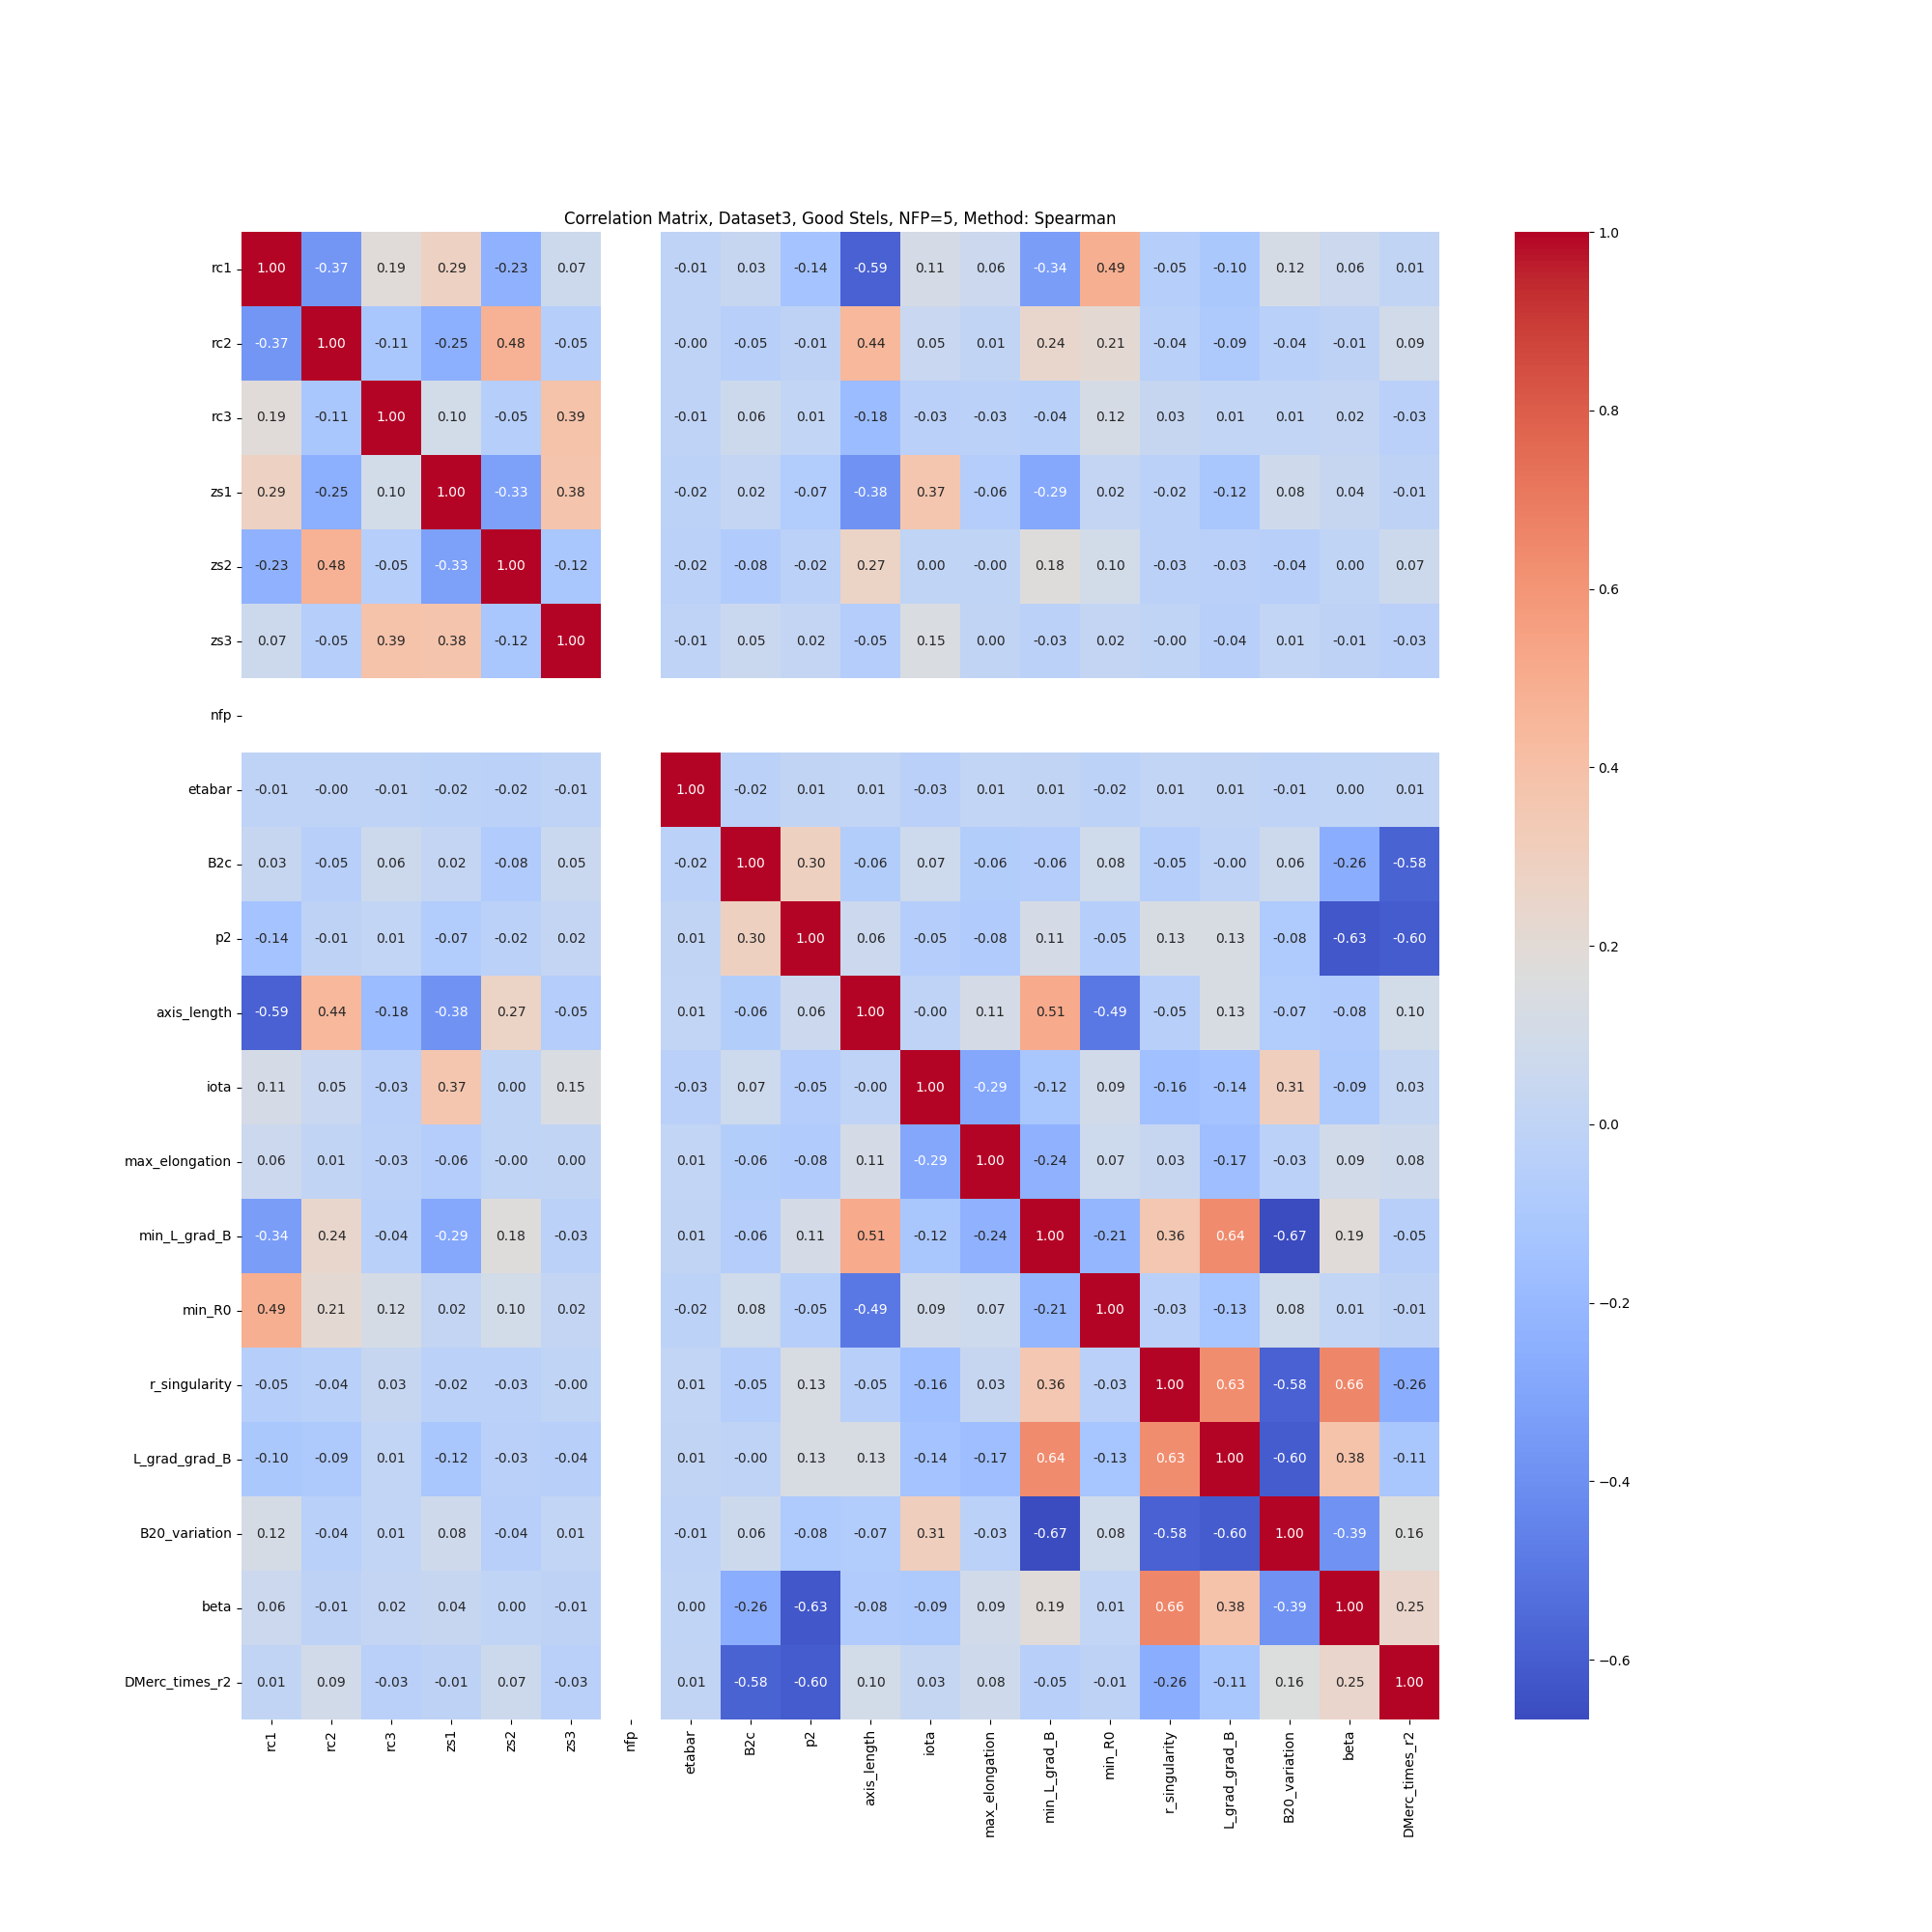 Correlation Matrix, Dataset3, Good Stels, NFP=5, Method: Spearman
rc1 1.00 -0.37 0.19 0.29 -0.23 0.07 -0.01 0.03 -0.14 -0.59 0.11 0.06 -0.34 0.49 -0.05 -0.10 0.12 0.06 0.01
rc2 -0.37 1.00 -0.11 -0.25 0.48 -0.05 -0.00 -0.05 -0.01 0.44 0.05 0.01 0.24 0.21 -0.04 -0.09 -0.04 -0.01 0.09
rc3 0.19 -0.11 1.00 0.10 -0.05 0.39 -0.01 0.06 0.01 -0.18 -0.03 -0.03 -0.04 0.12 0.03 0.01 0.01 0.02 -0.03
zs1 0.29 -0.25 0.10 1.00 -0.33 0.38 -0.02 0.02 -0.07 -0.38 0.37 -0.06 -0.29 0.02 -0.02 -0.12 0.08 0.04 -0.01
zs2 -0.23 0.48 -0.05 -0.33 1.00 -0.12 -0.02 -0.08 -0.02 0.27 0.00 -0.00 0.18 0.10 -0.03 -0.03 -0.04 0.00 0.07
zs3 0.07 -0.05 0.39 0.38 -0.12 1.00 -0.01 0.05 0.02 -0.05 0.15 0.00 -0.03 0.02 -0.00 -0.04 0.01 -0.01 -0.03
nfp
etabar -0.01 -0.00 -0.01 -0.02 -0.02 -0.01 1.00 -0.02 0.01 0.01 -0.03 0.01 0.01 -0.02 0.01 0.01 -0.01 0.00 0.01
B2c 0.03 -0.05 0.06 0.02 -0.08 0.05 -0.02 1.00 0.30 -0.06 0.07 -0.06 -0.06 0.08 -0.05 -0.00 0.06 -0.26 -0.58
p2 -0.14 -0.01 0.01 -0.07 -0.02 0.02 0.01 0.30 1.00 0.06 -0.05 -0.08 0.11 -0.05 0.13 0.13 -0.08 -0.63 -0.60
axis_length -0.59 0.44 -0.18 -0.38 0.27 -0.05 0.01 -0.06 0.06 1.00 -0.00 0.11 0.51 -0.49 -0.05 0.13 -0.07 -0.08 0.10
iota 0.11 0.05 -0.03 0.37 0.00 0.15 -0.03 0.07 -0.05 -0.00 1.00 -0.29 -0.12 0.09 -0.16 -0.14 0.31 -0.09 0.03
max_elongation 0.06 0.01 -0.03 -0.06 -0.00 0.00 0.01 -0.06 -0.08 0.11 -0.29 1.00 -0.24 0.07 0.03 -0.17 -0.03 0.09 0.08
min_L_grad_B -0.34 0.24 -0.04 -0.29 0.18 -0.03 0.01 -0.06 0.11 0.51 -0.12 -0.24 1.00 -0.21 0.36 0.64 -0.67 0.19 -0.05
min_R0 0.49 0.21 0.12 0.02 0.10 0.02 -0.02 0.08 -0.05 -0.49 0.09 0.07 -0.21 1.00 -0.03 -0.13 0.08 0.01 -0.01
r_singularity -0.05 -0.04 0.03 -0.02 -0.03 -0.00 0.01 -0.05 0.13 -0.05 -0.16 0.03 0.36 -0.03 1.00 0.63 -0.58 0.66 -0.26
L_grad_grad_B -0.10 -0.09 0.01 -0.12 -0.03 -0.04 0.01 -0.00 0.13 0.13 -0.14 -0.17 0.64 -0.13 0.63 1.00 -0.60 0.38 -0.11
B20_variation 0.12 -0.04 0.01 0.08 -0.04 0.01 -0.01 0.06 -0.08 -0.07 0.31 -0.03 -0.67 0.08 -0.58 -0.60 1.00 -0.39 0.16
beta 0.06 -0.01 0.02 0.04 0.00 -0.01 0.00 -0.26 -0.63 -0.08 -0.09 0.09 0.19 0.01 0.66 0.38 -0.39 1.00 0.25
DMerc_times_r2 0.01 0.09 -0.03 -0.01 0.07 -0.03 0.01 -0.58 -0.60 0.10 0.03 0.08 -0.05 -0.01 -0.26 -0.11 0.16 0.25 1.00
rc1 rc2 rc3 zs1 zs2 zs3 nfp etabar B2c p2 axis_length iota max_elongation min_L_grad_B min_R0 r_singularity L_grad_grad_B B20_variation beta DMerc_times_r2
1.0
0.8
0.6
0.4
0.2
0.0
−0.2
−0.4
−0.6